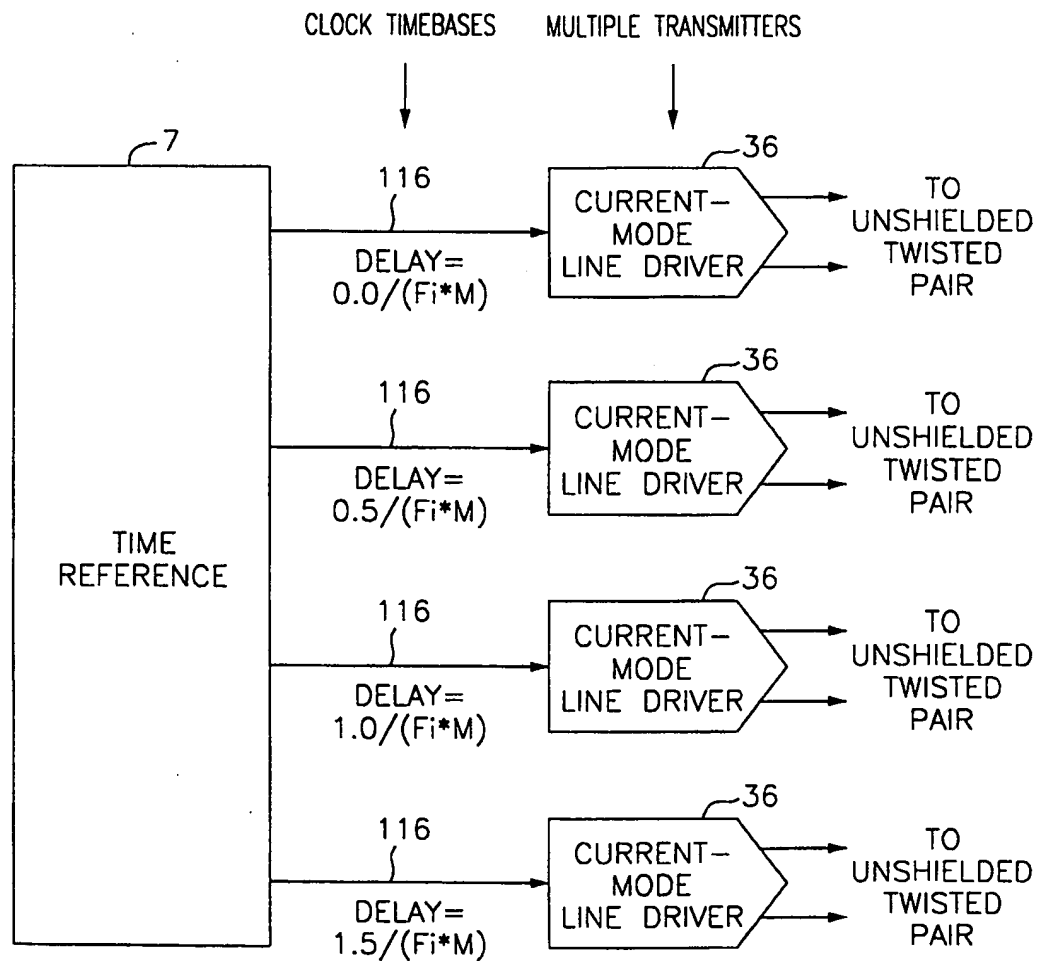 CLOCK TIMEBASES
MULTIPLE TRANSMITTERS
7
TIME
REFERENCE
116
DELAY=
0.0/(Fi*M)
36
CURRENT-
MODE
LINE DRIVER
TO
UNSHIELDED
TWISTED
PAIR
116
DELAY=
0.5/(Fi*M)
36
CURRENT-
MODE
LINE DRIVER
TO
UNSHIELDED
TWISTED
PAIR
116
DELAY=
1.0/(Fi*M)
36
CURRENT-
MODE
LINE DRIVER
TO
UNSHIELDED
TWISTED
PAIR
116
DELAY=
1.5/(Fi*M)
36
CURRENT-
MODE
LINE DRIVER
TO
UNSHIELDED
TWISTED
PAIR